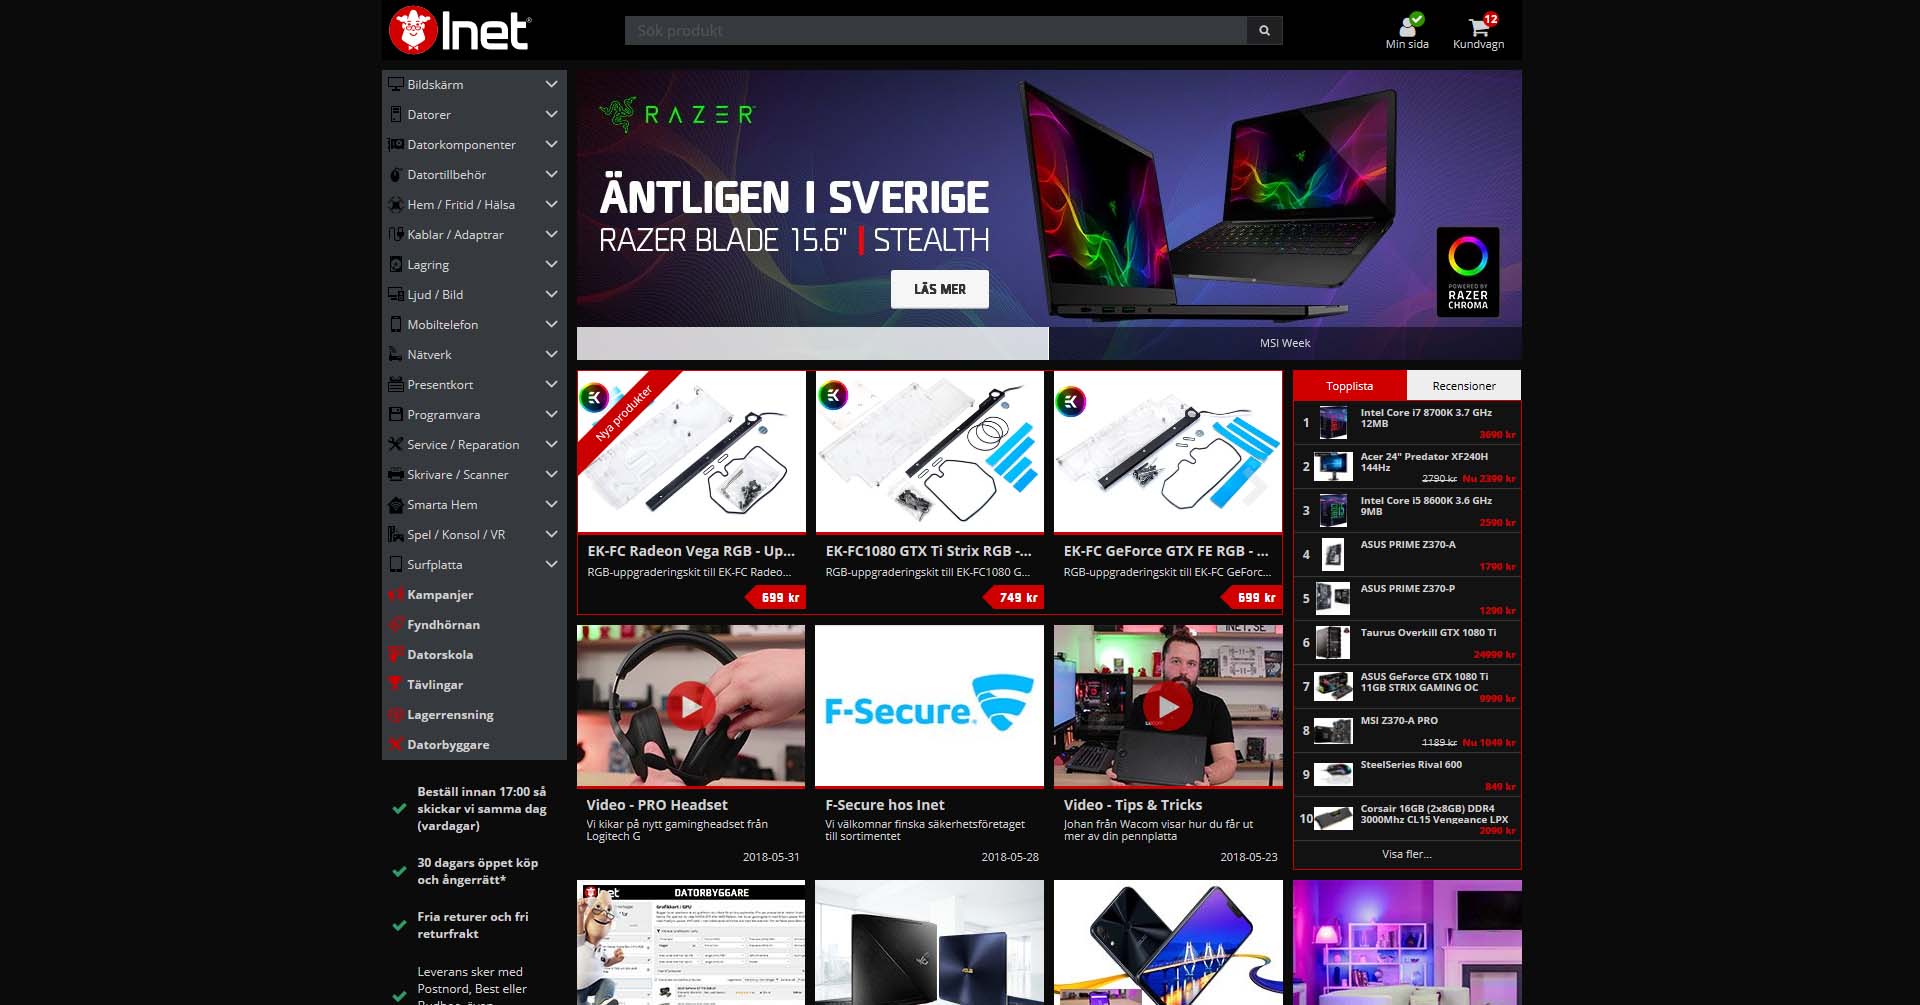 Inet
Sök produkt
Min sida
12
Kundvagn
Bildskärm
Datorer
Datorkomponenter
Datortillbehör
Hem / Fritid / Hälsa
Kablar / Adaptrar
Lagring
Ljud / Bild
Mobiltelefon
Nätverk
Presentkort
Programvara
Service / Reparation
Skrivare / Scanner
Smarta Hem
Spel / Konsol / VR
Surfplatta
Kampanjer
Fyndhörnan
Datorskola
Tävlingar
Lagerrensning
Datorbyggare
Beställ innan 17:00 så
skickar vi samma dag
(vardagar)
30 dagars öppet köp
och ångerrätt*
Fria returer och fri
returfrakt
Leverans sker med
Postnord, Best eller
RAZER
ÄNTLIGEN I SVERIGE
RAZER BLADE 15.6" | STEALTH
LÄS MER
POWERED BY
RAZER
CHROMA
MSI Week
Nya produkter
EK-FC Radeon Vega RGB - Up...
RGB-uppgraderingskit till EK-FC Radeo...
699 kr
EK-FC1080 GTX Ti Strix RGB -...
RGB-uppgraderingskit till EK-FC1080 G...
749 kr
EK-FC GeForce GTX FE RGB - ...
RGB-uppgraderingskit till EK-FC GeForc...
699 kr
Topplista
Recensioner
1
Intel Core i7 8700K 3.7 GHz
12MB
3690 kr
2
Acer 24" Predator XF240H
144Hz
2790 kr Nu 2399 kr
3
Intel Core i5 8600K 3.6 GHz
9MB
2590 kr
4
ASUS PRIME Z370-A
1790 kr
5
ASUS PRIME Z370-P
1290 kr
6
Taurus Overkill GTX 1080 Ti
24999 kr
7
ASUS GeForce GTX 1080 Ti
11GB STRIX GAMING OC
9999 kr
8
MSI Z370-A PRO
1189 kr Nu 1049 kr
9
SteelSeries Rival 600
849 kr
10
Corsair 16GB (2x8GB) DDR4
3000Mhz CL15 Vengeance LPX
2090 kr
Visa fler...
Video - PRO Headset
Vi kikar på nytt gamingheadset från
Logitech G
2018-05-31
F-Secure
F-Secure hos Inet
Vi välkomnar finska säkerhetsföretaget
till sortimentet
2018-05-28
INET.SE
Video - Tips & Tricks
Johan från Wacom visar hur du får ut
mer av din pennplatta
2018-05-23
Inet
DATORBYGGARE
Grafikkort / GPU